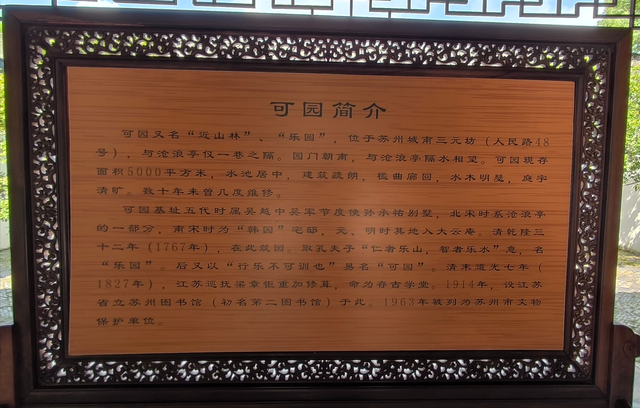 可园简介
可园又名“近山林”、“乐园”，位于苏州城南三元坊（人民路48
号），与沧浪亭仅一巷之隔。园门朝南，与沧浪亭隔水相望。可园现存
面积5000平方米，水池居中，建筑疏朗，槛曲廊回，水木明瑟，庭宇
清旷。数十年来曾几度维修。
可园基址五代时属吴越中吴军节度使孙承祐别墅，北宋时系沧浪亭
的一部分，南宋时为“韩园”宅邸，元、明时其地入大云庵。清乾隆三
十二年（1767年），在此筑园。取孔夫子“仁者乐山，智者乐水”意，名
“乐园”。后又以“行乐不可训也”易名“可园”。清末道光七年（
1827年），江苏巡抚梁章钜重加修葺，命为存古学堂。1914年，设江苏
省立苏州图书馆（初名第二图书馆）于此。1963年被列为苏州市文物
保护单位。